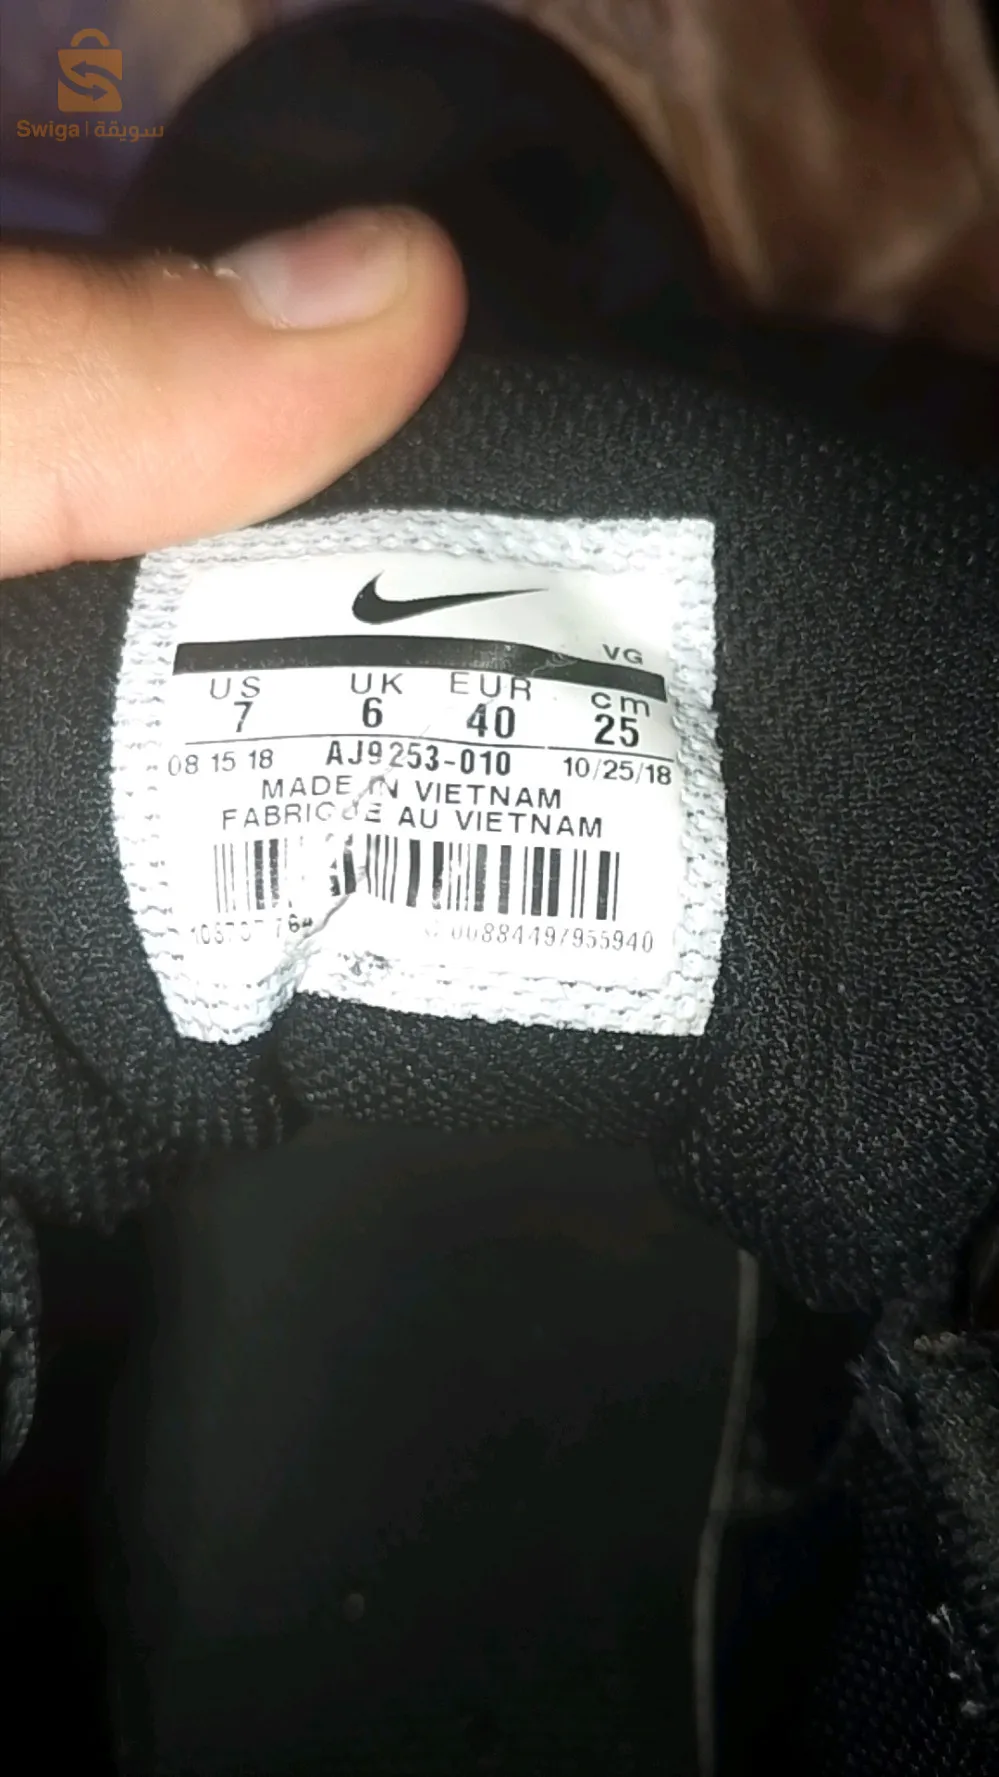 Swiga | سويقة
VG
US UK EUR cm
7 6 40 25
08 15 18 AJ9253-010 10/25/18
MADE IN VIETNAM
FABRIQUE AU VIETNAM